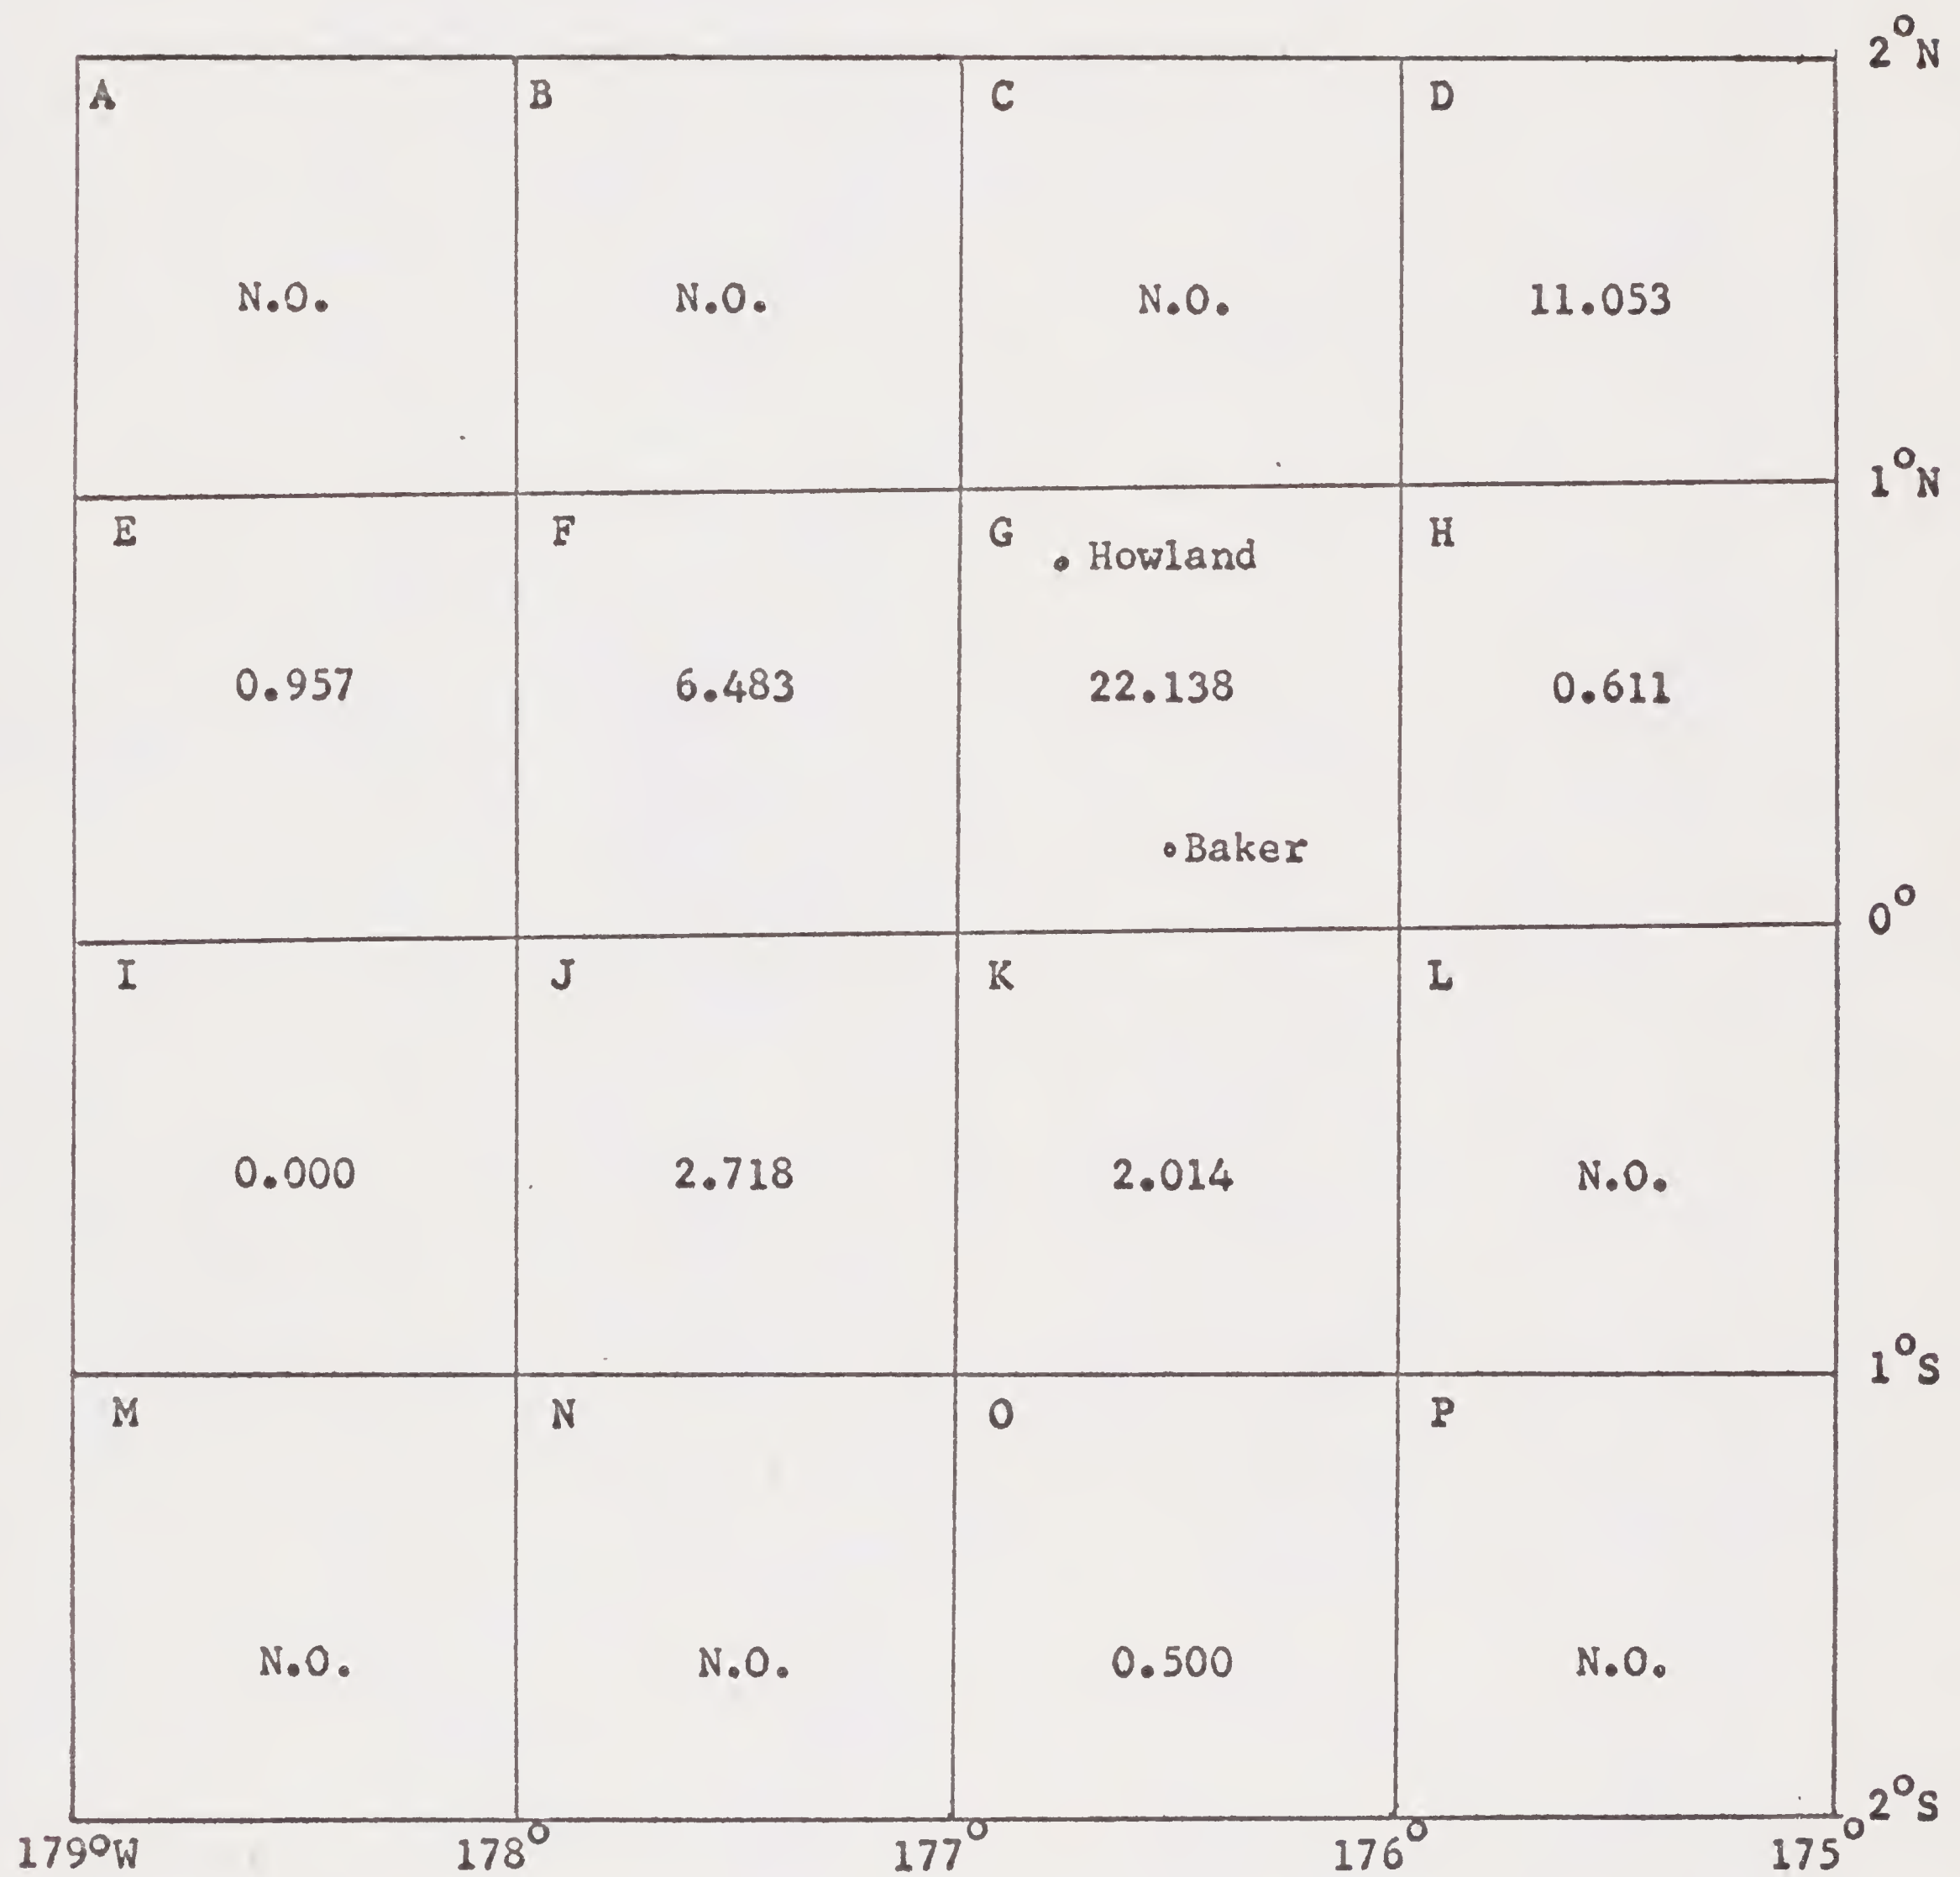 2°N
A B C D
N.O. N.O. N.O. 11.053
1°N
E F G H
Howland
0.957 6.483 22.138 0.611
Baker
0°
I J K L
0.000 2.718 2.014 N.O.
1°S
M N O P
N.O. N.O. 0.500 N.O.
2°S
179°W 178° 177° 176° 175°